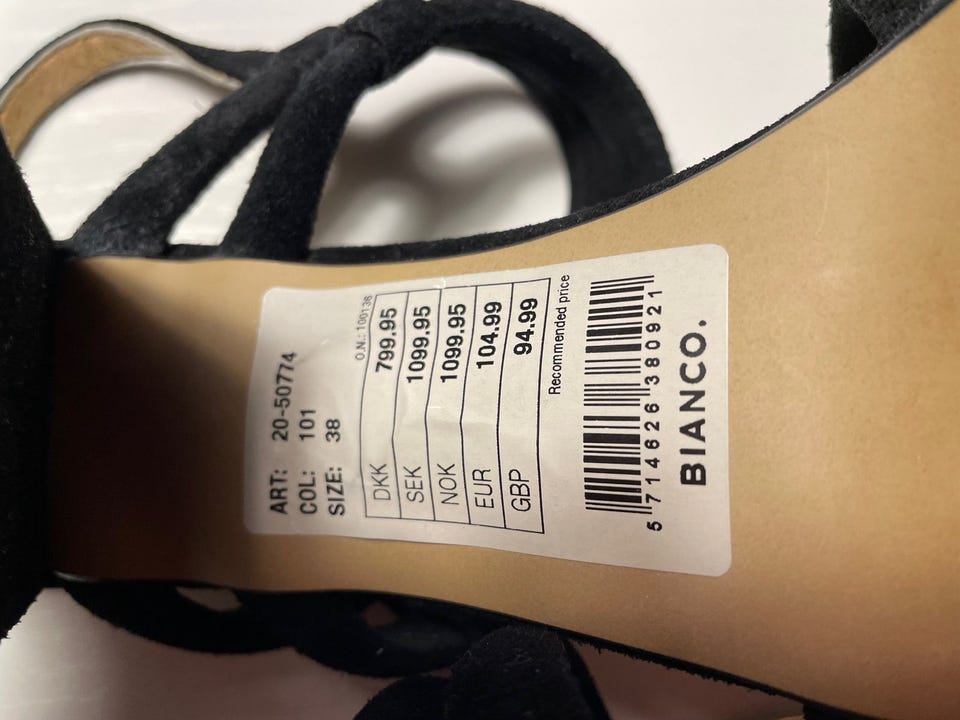 ART: 20-50774
COL: 101
SIZE: 38
O.N.: 100136
DKK 799.95
SEK 1099.95
NOK 1099.95
EUR 104.99
GBP 94.99
Recommended price
5 714626 380921
BIANCO.